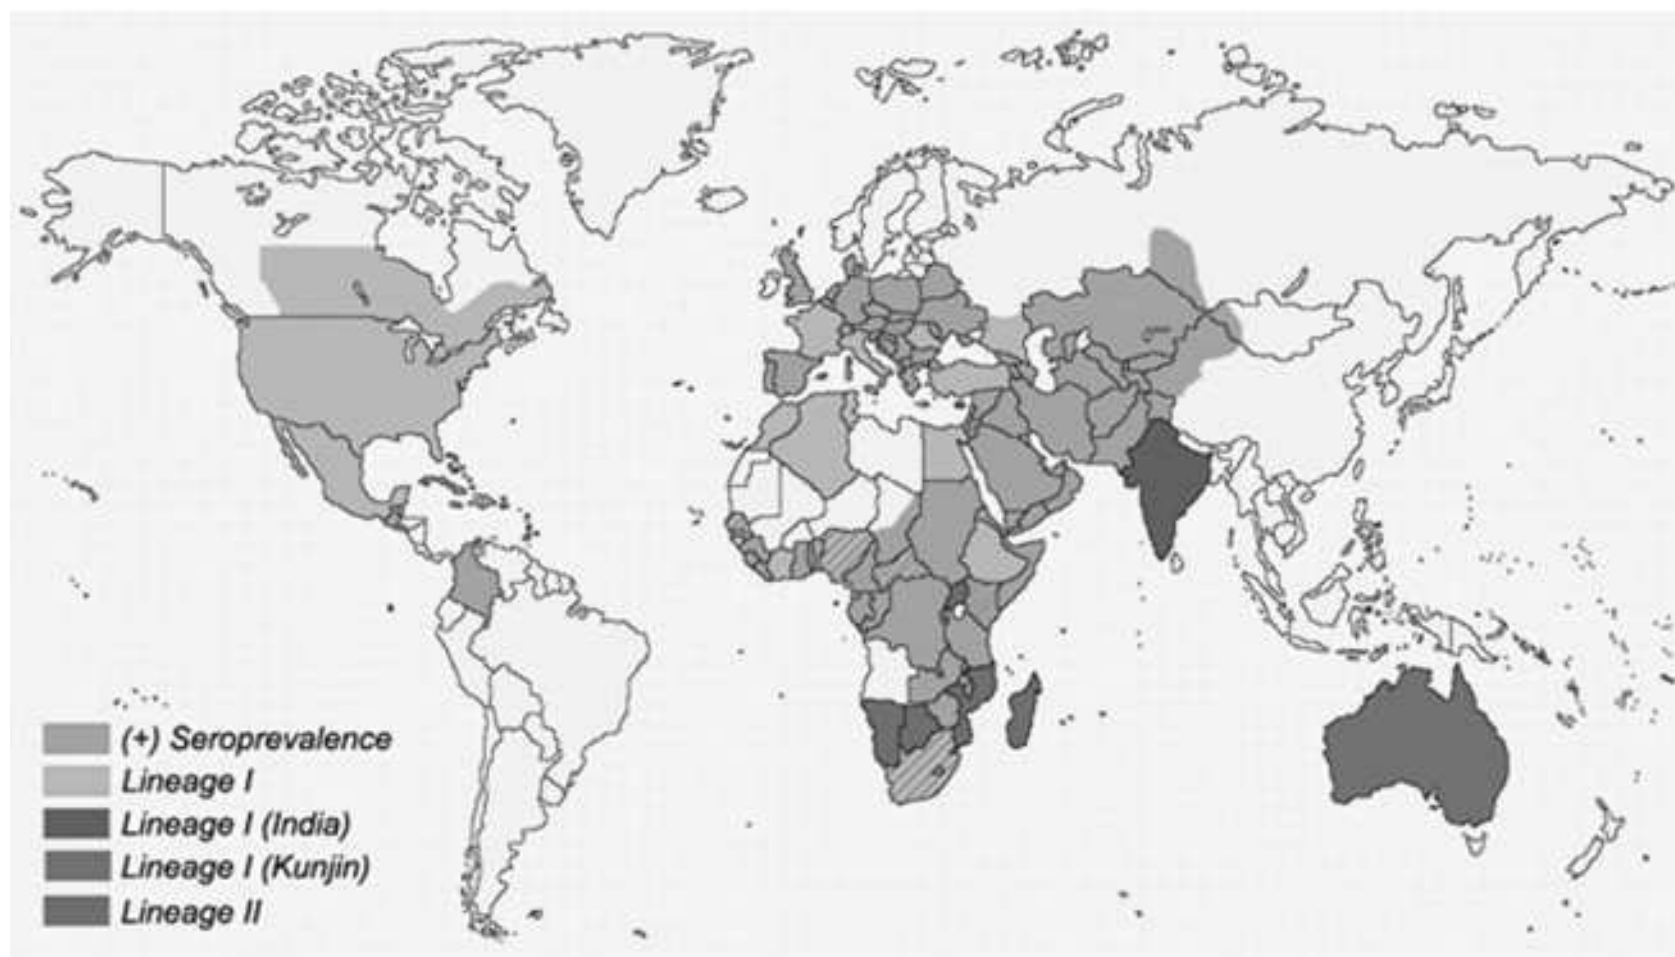 (+) Seroprevalence
Lineage I
Lineage I (India)
Lineage I (Kunjin)
Lineage II